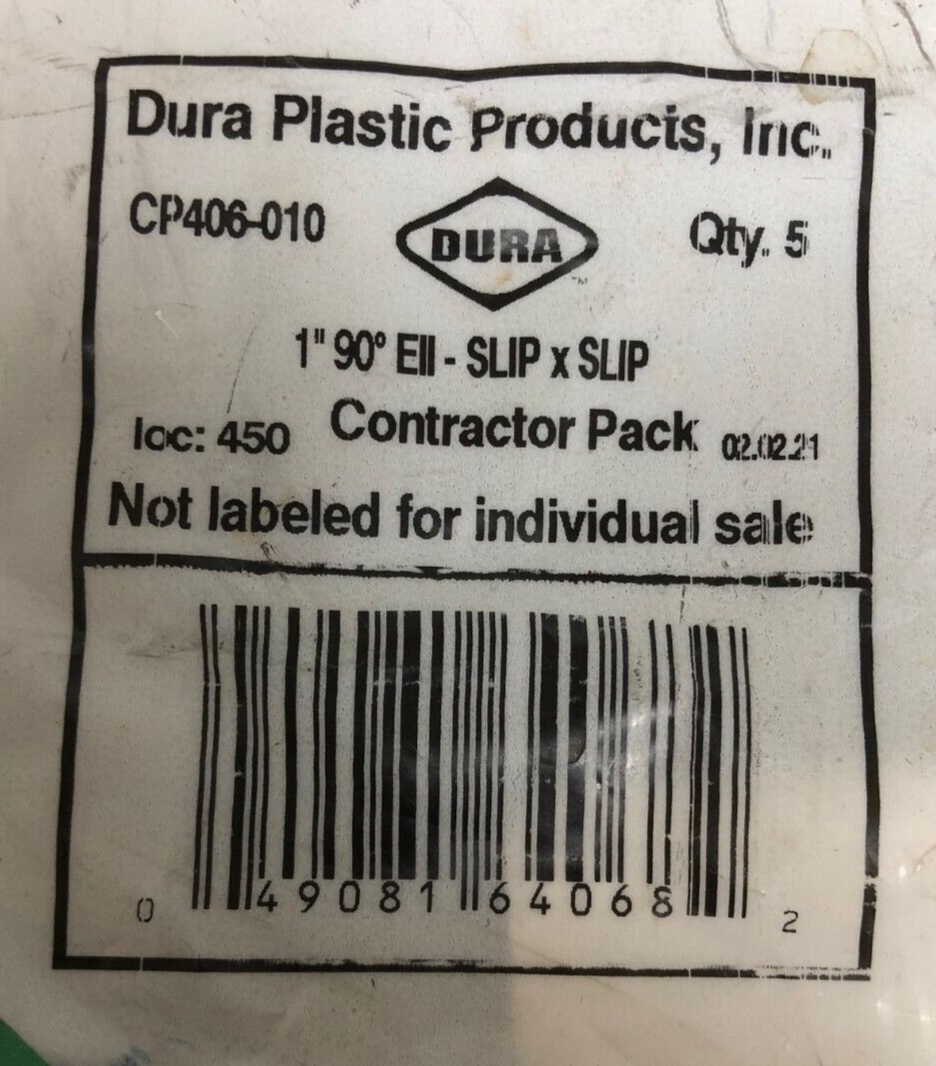 Dura Plastic Products, Inc.
CP406-010
DURA
TM
Qty. 5
1" 90° Ell - SLIP x SLIP
loc: 450
Contractor Pack
02.02.21
Not labeled for individual sale
0 49081 64068 2